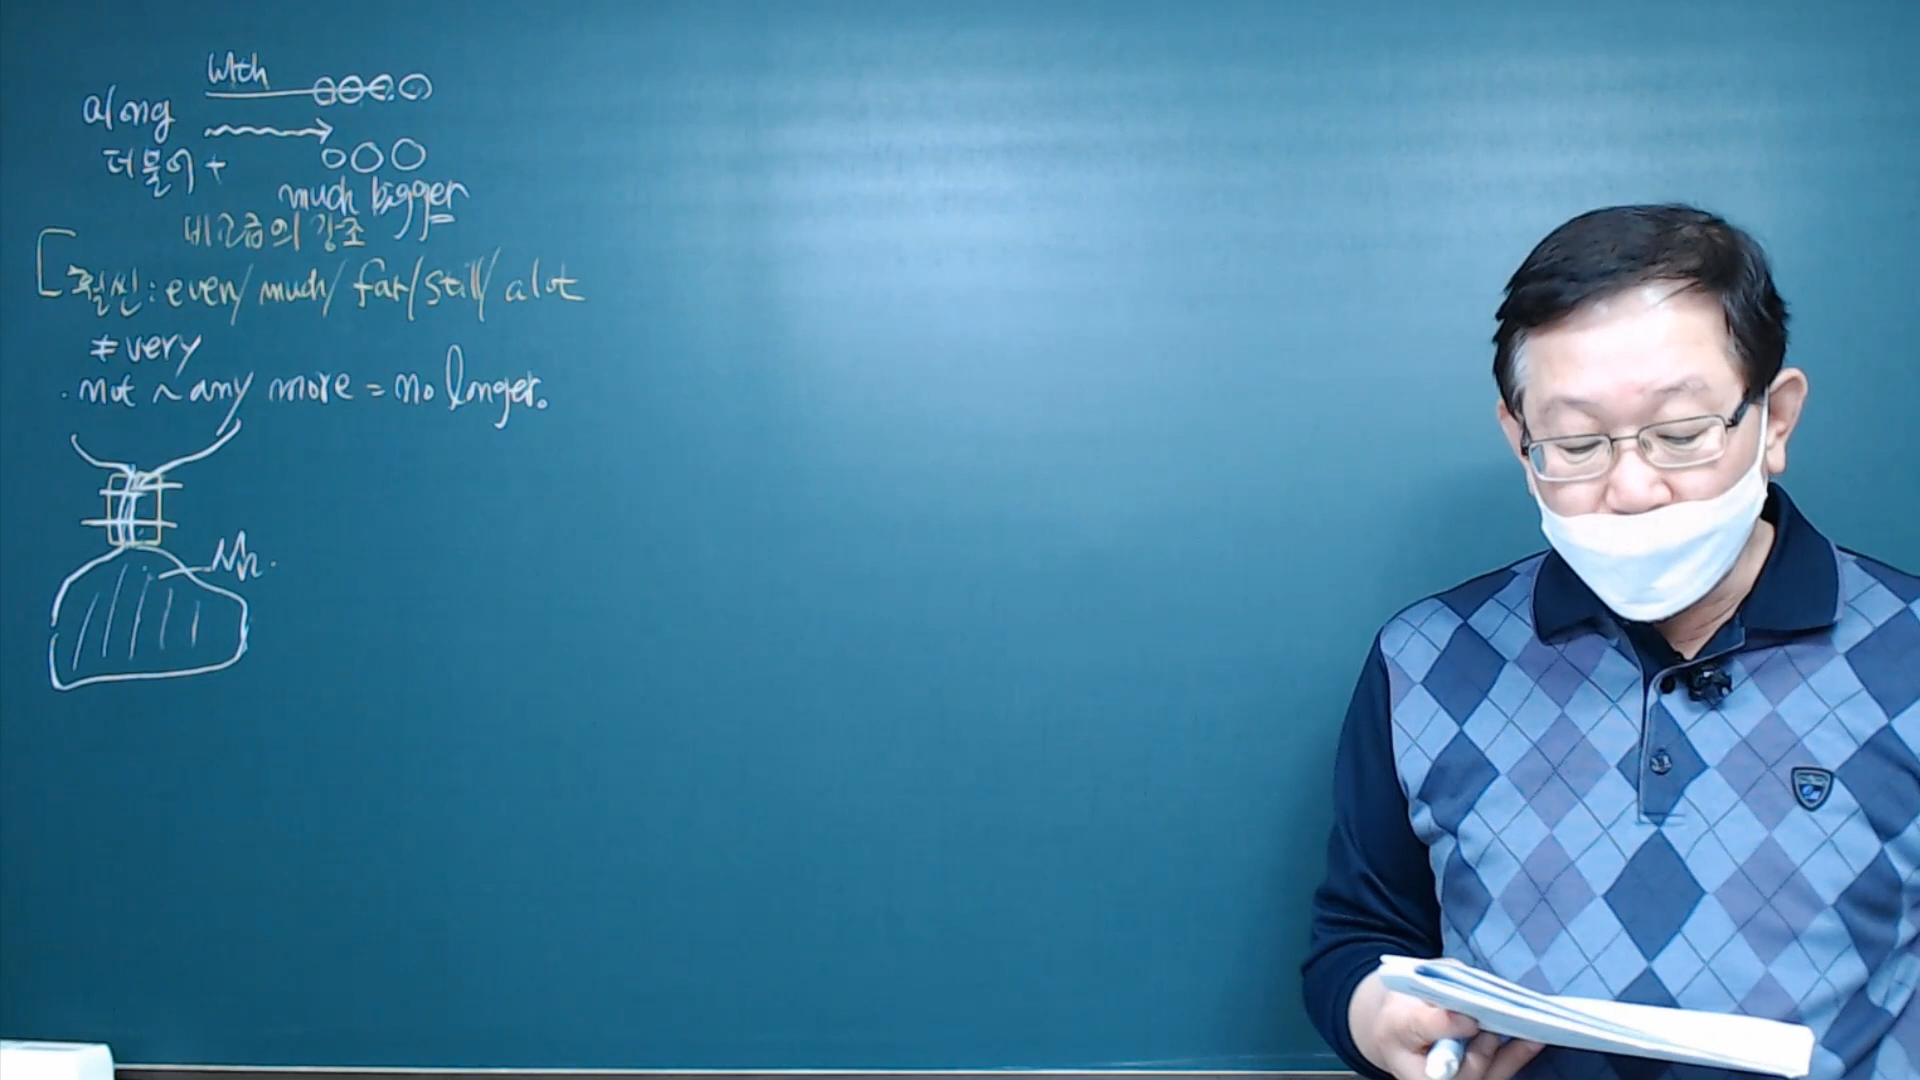 with
along
더불어 +
much bigger
비교급의 강조
훨씬: even/ much/ far/ still/ a lot
≠ very
. not ~ any more = no longer.